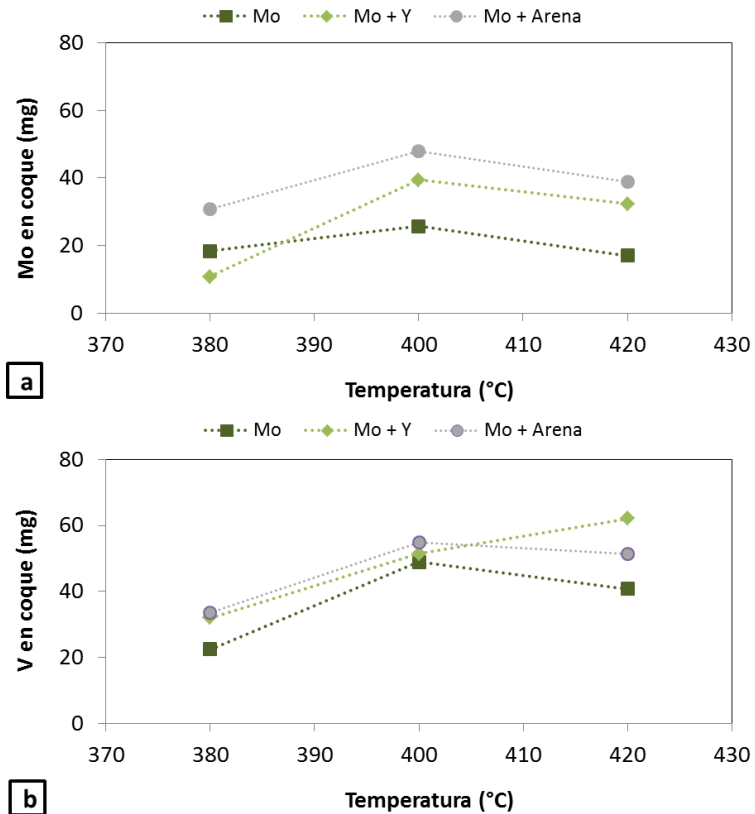 Mo Mo + Y Mo + Arena
80
60
40
20
0
Mo en coque (mg)
370 380 390 400 410 420 430
Temperatura (°C)
a
Mo Mo + Y Mo + Arena
80
60
40
20
0
V en coque (mg)
370 380 390 400 410 420 430
Temperatura (°C)
b